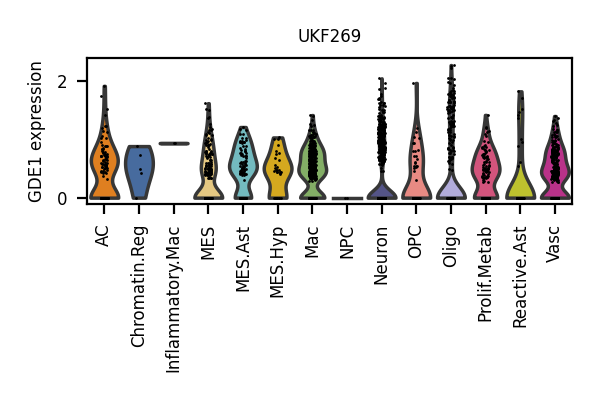 UKF269
GDE1 expression
2
0
AC
Chromatin.Reg
Inflammatory.Mac
MES
MES.Ast
MES.Hyp
Mac
NPC
Neuron
OPC
Oligo
Prolif.Metab
Reactive.Ast
Vasc